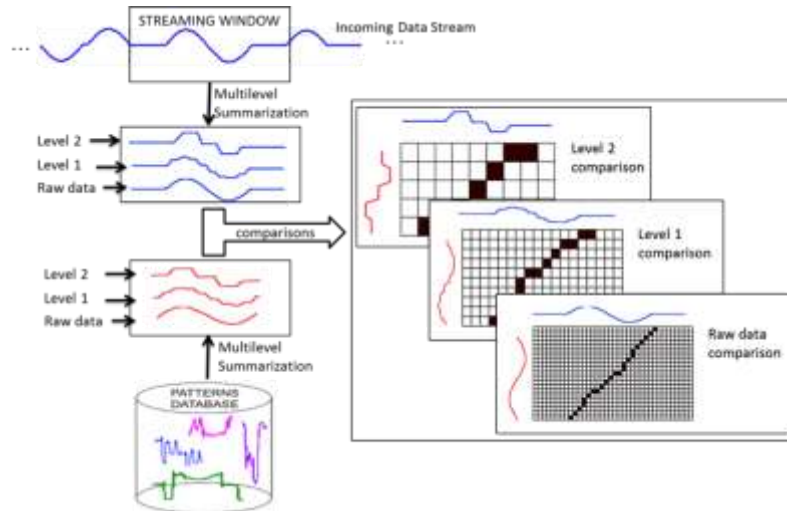 STREAMING WINDOW
Incoming Data Stream
...
...
Multilevel
Summarization
Level 2
Level 1
Raw data
comparisons
Level 2
Level 1
Raw data
Multilevel
Summarization
PATTERNS
DATABASE
Level 2
comparison
Level 1
comparison
Raw data
comparison